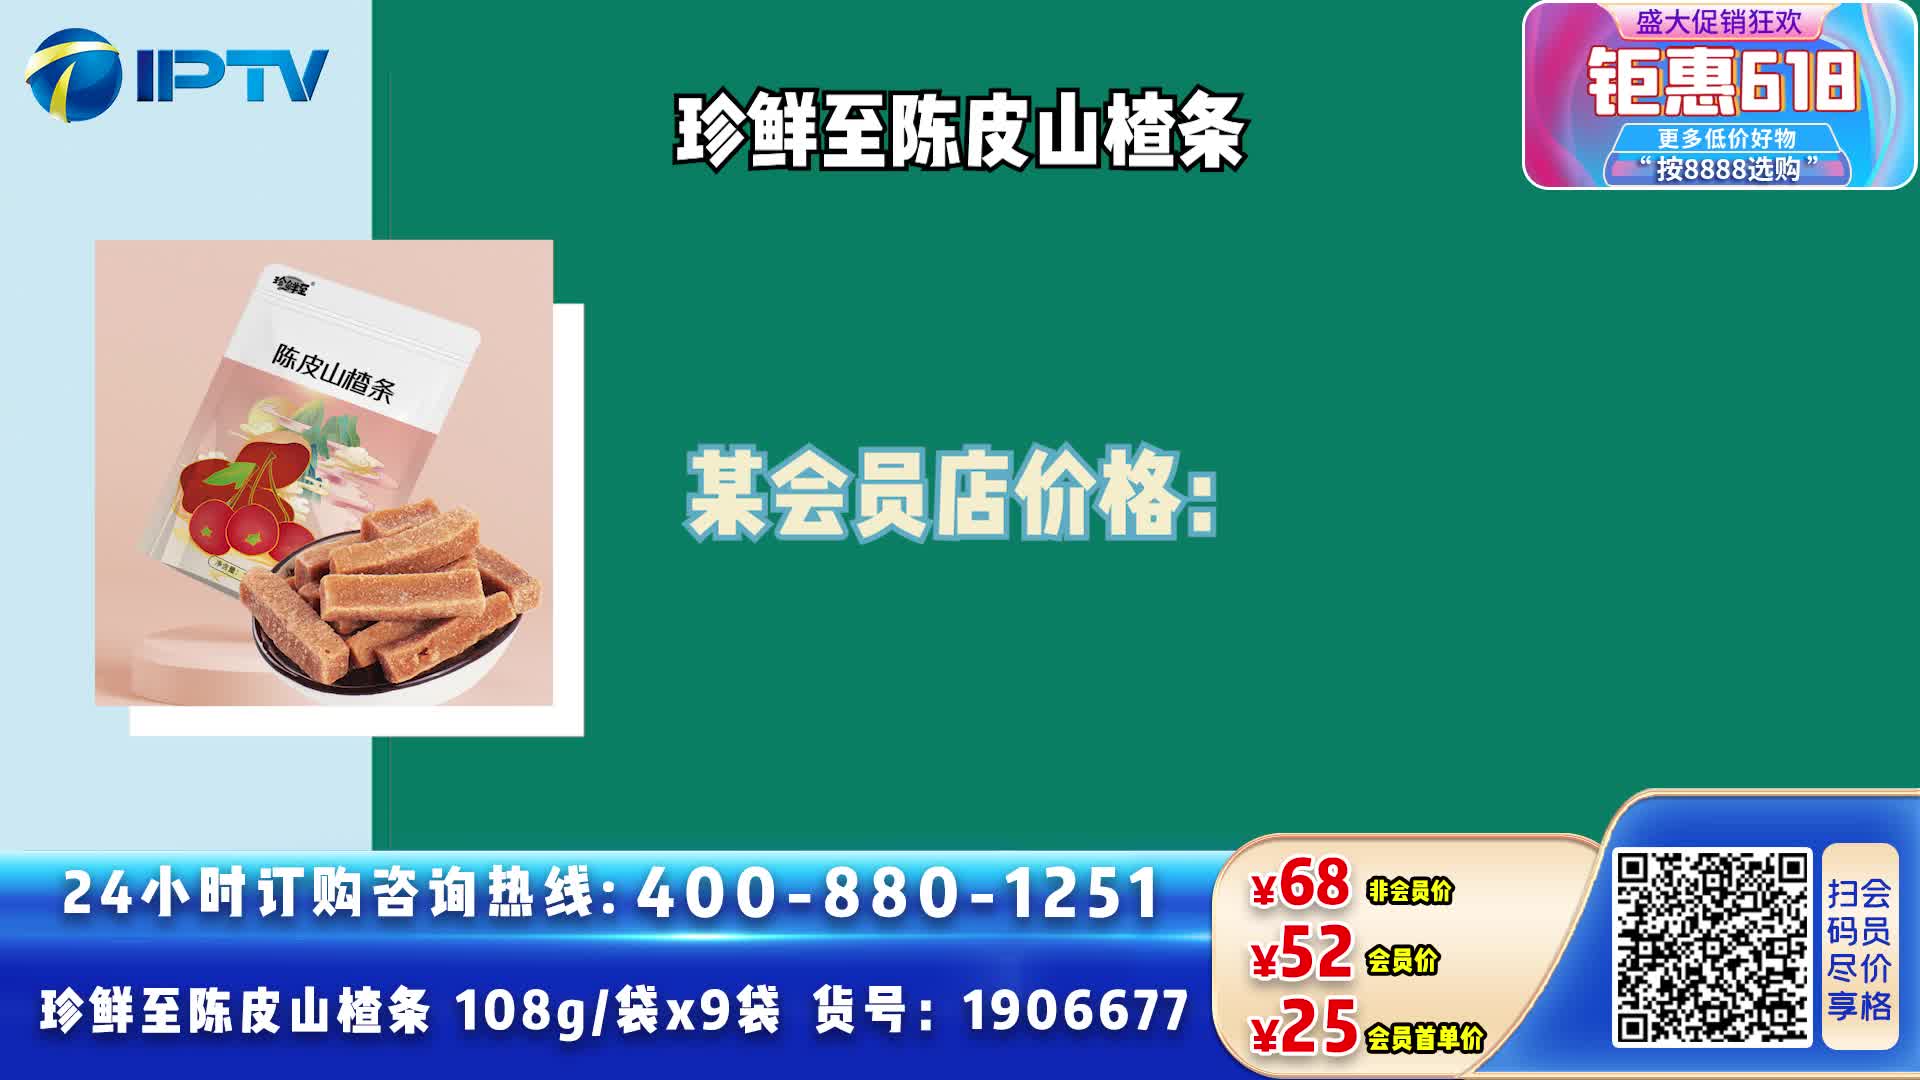 IPTV
盛大促销狂欢
钜惠618
更多低价好物
“按8888选购”
珍鲜至陈皮山楂条
珍鲜至
陈皮山楂条
净含量:
某会员店价格:
24小时订购咨询热线:400-880-1251
珍鲜至陈皮山楂条 108g/袋x9袋 货号: 1906677
¥68 非会员价
¥52 会员价
¥25 会员首单价
扫码尽享
会员价格